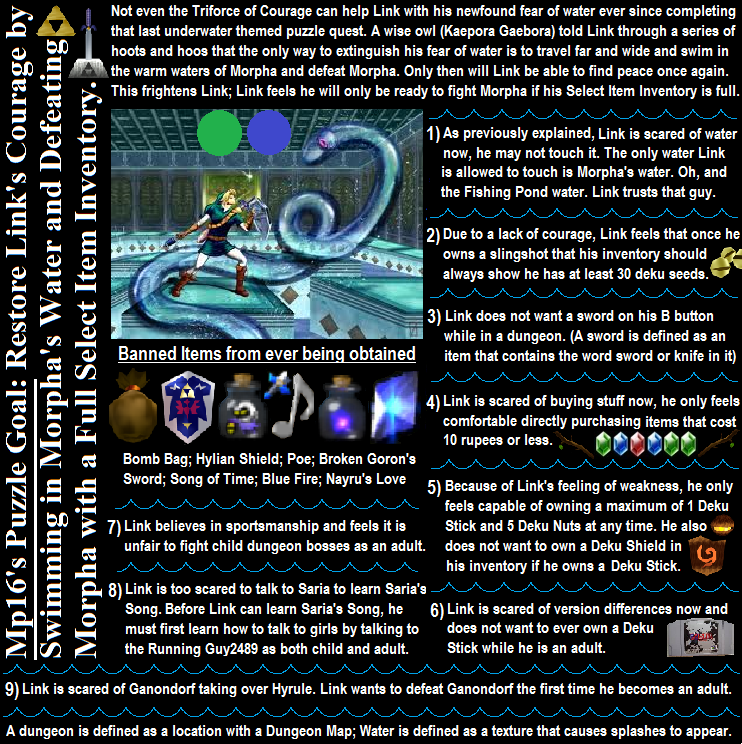 Mp16's Puzzle Goal: Restore Link's Courage by
Swimming in Morpha's Water and Defeating
Morpha with a Full Select Item Inventory.
Not even the Triforce of Courage can help Link with his newfound fear of water ever since completing
that last underwater themed puzzle quest. A wise owl (Kaepora Gaebora) told Link through a series of
hoots and hoos that the only way to extinguish his fear of water is to travel far and wide and swim in
the warm waters of Morpha and defeat Morpha. Only then will Link be able to find peace once again.
This frightens Link; Link feels he will only be ready to fight Morpha if his Select Item Inventory is full.
1) As previously explained, Link is scared of water
now, he may not touch it. The only water Link
is allowed to touch is Morpha's water. Oh, and
the Fishing Pond water. Link trusts that guy.
2) Due to a lack of courage, Link feels that once he
owns a slingshot that his inventory should
always show he has at least 30 deku seeds.
3) Link does not want a sword on his B button
while in a dungeon. (A sword is defined as an
item that contains the word sword or knife in it)
4) Link is scared of buying stuff now, he only feels
comfortable directly purchasing items that cost
10 rupees or less.
5) Because of Link's feeling of weakness, he only
feels capable of owning a maximum of 1 Deku
Stick and 5 Deku Nuts at any time. He also
does not want to own a Deku Shield in
his inventory if he owns a Deku Stick.
6) Link is scared of version differences now and
does not want to ever own a Deku
Stick while he is an adult.
Banned Items from ever being obtained
Bomb Bag; Hylian Shield; Poe; Broken Goron's
Sword; Song of Time; Blue Fire; Nayru's Love
7) Link believes in sportsmanship and feels it is
unfair to fight child dungeon bosses as an adult.
8) Link is too scared to talk to Saria to learn Saria's
Song. Before Link can learn Saria's Song, he
must first learn how to talk to girls by talking to
the Running Guy2489 as both child and adult.
9) Link is scared of Ganondorf taking over Hyrule. Link wants to defeat Ganondorf the first time he becomes an adult.
A dungeon is defined as a location with a Dungeon Map; Water is defined as a texture that causes splashes to appear.